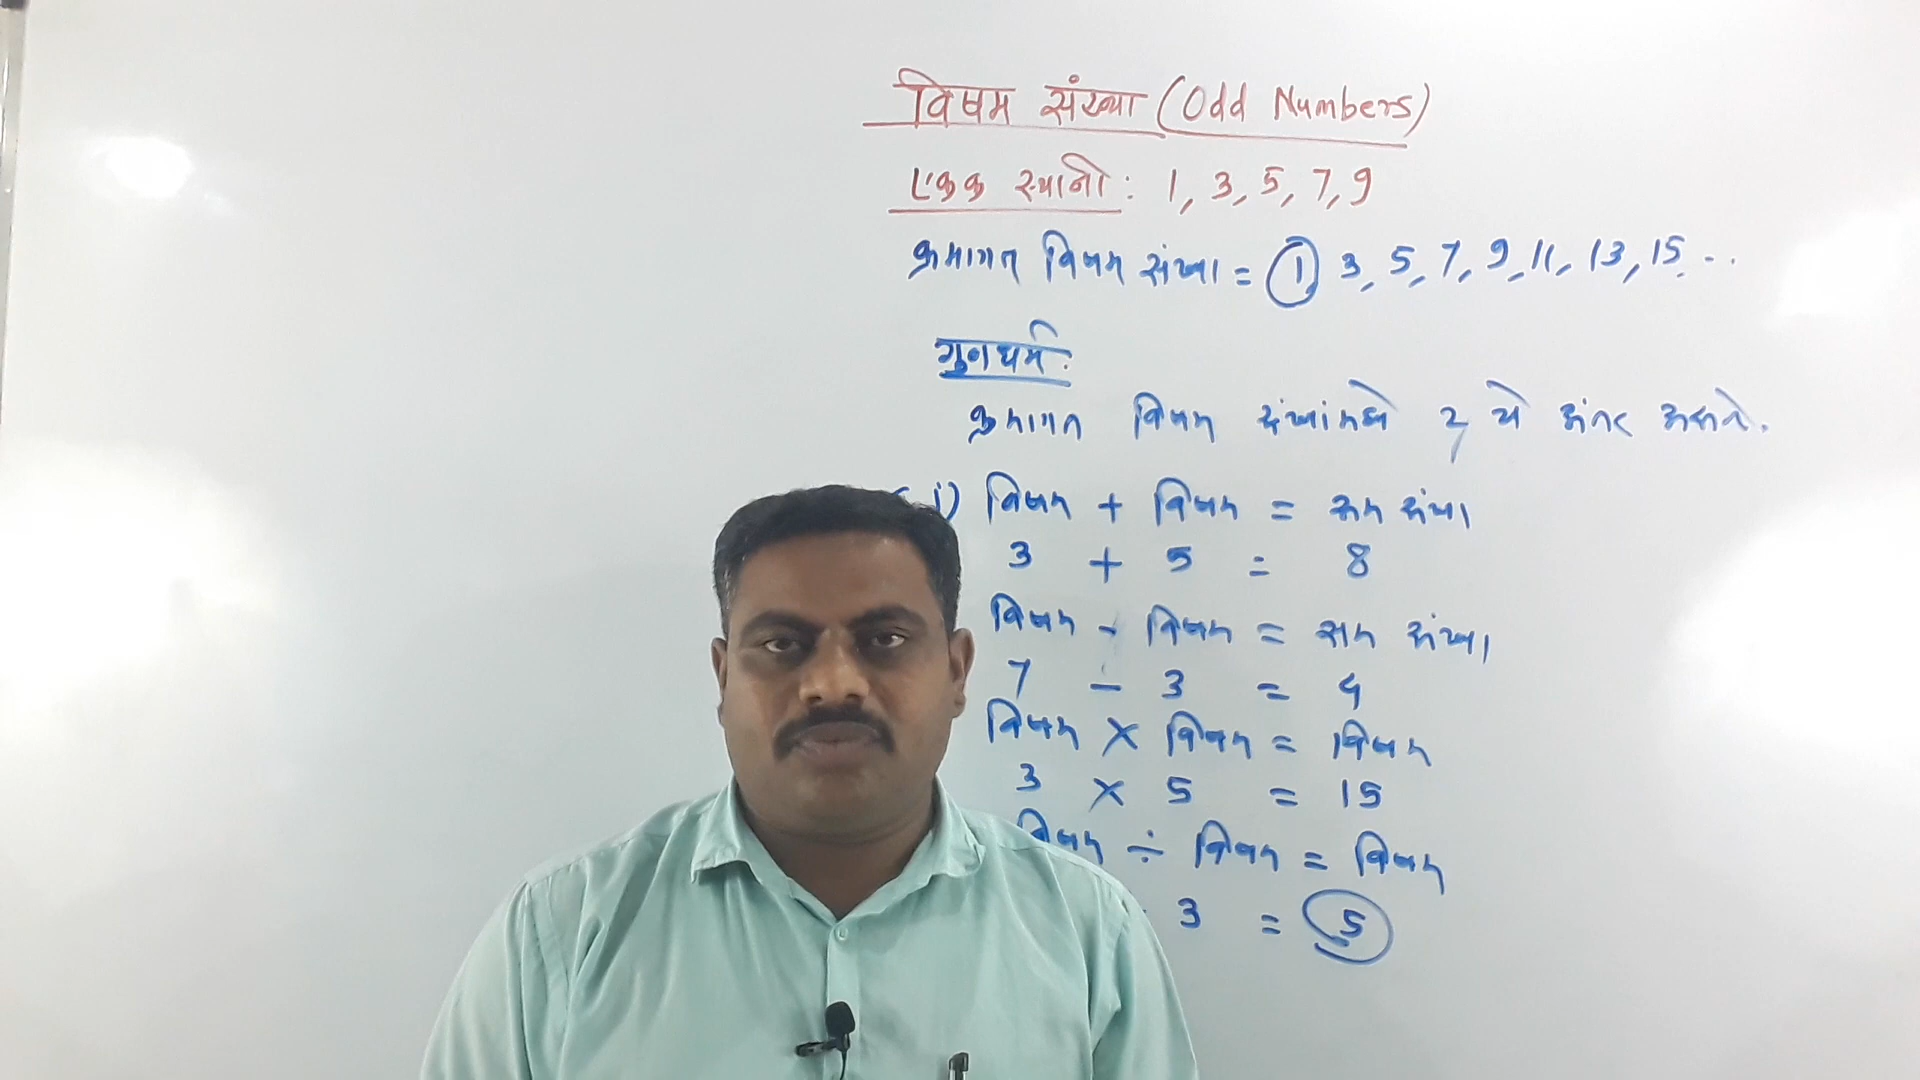 विषम संख्या (Odd Numbers)
एकक स्थानी : 1, 3, 5, 7, 9
क्रमागत विषम संख्या = 1, 3, 5, 7, 9, 11, 13, 15...
गुणधर्म :
क्रमागत विषम संख्यांमध्ये 2 चे अंतर असते.
i) विषम + विषम = सम संख्या
3 + 5 = 8
विषम - विषम = सम संख्या
7 - 3 = 4
विषम × विषम = विषम
3 × 5 = 15
विषम ÷ विषम = विषम
3 = 5